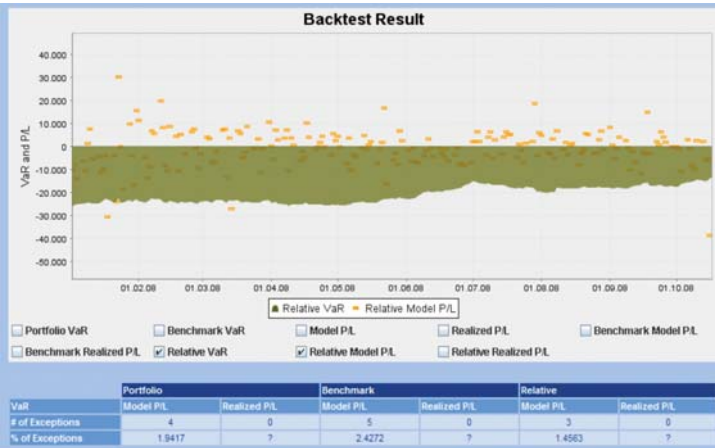 Backtest Result
VaR and P/L
40.000
30.000
20.000
10.000
0
-10.000
-20.000
-30.000
-40.000
-50.000
01.02.08 01.03.08 01.04.08 01.05.08 01.06.08 01.07.08 01.08.08 01.09.08 01.10.08
Relative VaR Relative Model P/L
Portfolio VaR Benchmark VaR Model P/L Realized P/L Benchmark Model P/L
Benchmark Realized P/L Relative VaR Relative Model P/L Relative Realized P/L
Portfolio Benchmark Relative
VaR Model P/L Realized P/L Model P/L Realized P/L Model P/L Realized P/L
# of Exceptions 4 0 5 0 3 0
% of Exceptions 1.9417 ? 2.4272 ? 1.4563 ?